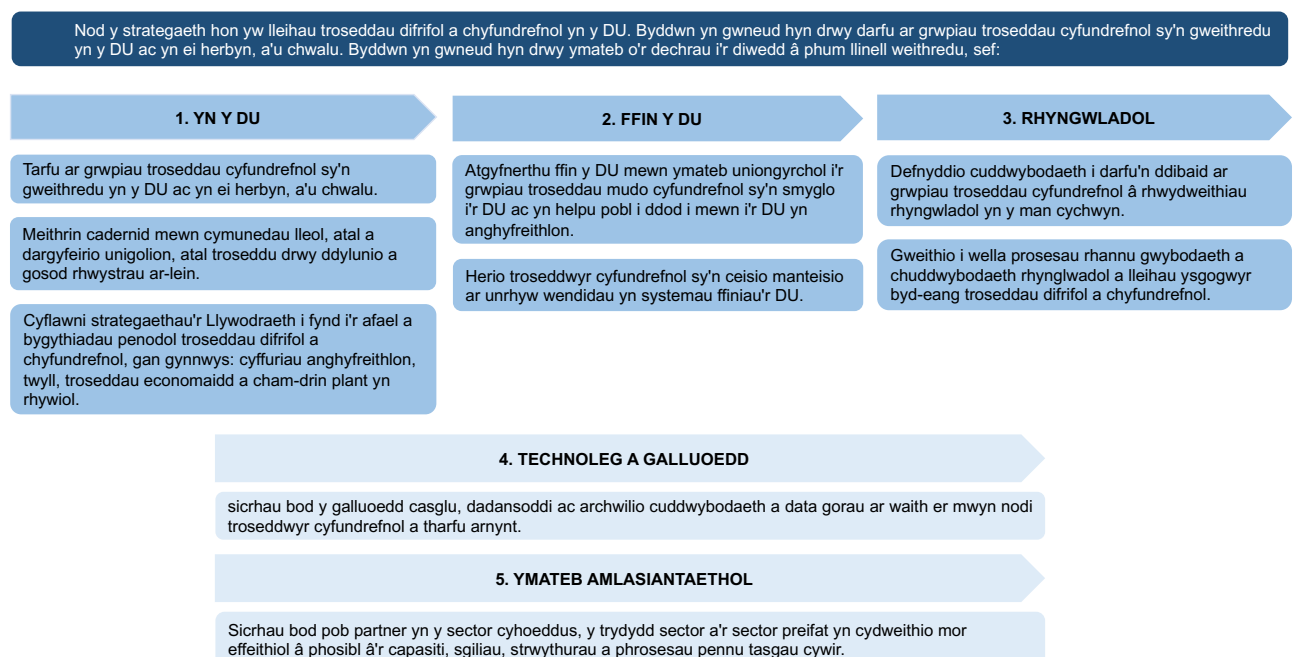 Nod y strategaeth hon yw lleihau troseddau difrifol a chyfundrefnol yn y DU. Byddwn yn gwneud hyn drwy darfu ar grwpiau troseddau cyfundrefnol sy'n gweithredu
yn y DU ac yn ei herbyn, a'u chwalu. Byddwn yn gwneud hyn drwy ymateb o'r dechrau i'r diwedd â phum llinell weithredu, sef:
1. YN Y DU
Tarfu ar grwpiau troseddau cyfundrefnol sy'n
gweithredu yn y DU ac yn ei herbyn, a'u chwalu.
Meithrin cadernid mewn cymunedau lleol, atal a
dargyfeirio unigolion, atal troseddu drwy ddylunio a
gosod rhwystrau ar-lein.
Cyflawni strategaethau'r Llywodraeth i fynd i'r afael a
bygythiadau penodol troseddau difrifol a
chyfundrefnol, gan gynnwys: cyffuriau anghyfreithlon,
twyll, troseddau economaidd a cham-drin plant yn
rhywiol.
2. FFIN Y DU
Atgyfnerthu ffin y DU mewn ymateb uniongyrchol i'r
grwpiau troseddau mudo cyfundrefnol sy'n smyglo
i'r DU ac yn helpu pobl i ddod i mewn i'r DU yn
anghyfreithlon.
Herio troseddwyr cyfundrefnol sy'n ceisio manteisio
ar unrhyw wendidau yn systemau ffiniau'r DU.
3. RHYNGWLADOL
Defnyddio cuddwybodaeth i darfu'n ddibaid ar
grwpiau troseddau cyfundrefnol â rhwydweithiau
rhyngwladol yn y man cychwyn.
Gweithio i wella prosesau rhannu gwybodaeth a
chuddwybodaeth rhynglwadol a lleihau ysgogwyr
byd-eang troseddau difrifol a chyfundrefnol.
4. TECHNOLEG A GALLUOEDD
sicrhau bod y galluoedd casglu, dadansoddi ac archwilio cuddwybodaeth a data gorau ar waith er mwyn nodi
troseddwyr cyfundrefnol a tharfu arnynt.
5. YMATEB AMLASIANTAETHOL
Sicrhau bod pob partner yn y sector cyhoeddus, y trydydd sector a'r sector preifat yn cydweithio mor
effeithiol â phosibl â'r capasiti, sgiliau, strwythurau a phrosesau pennu tasgau cywir.